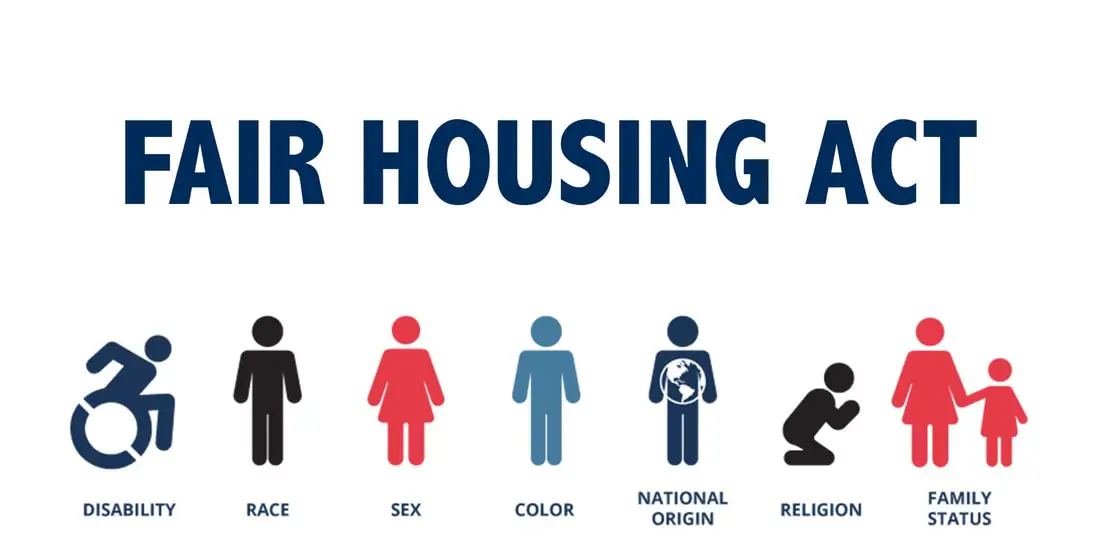 FAIR HOUSING ACT
DISABILITY
RACE
SEX
COLOR
NATIONAL
ORIGIN
RELIGION
FAMILY
STATUS